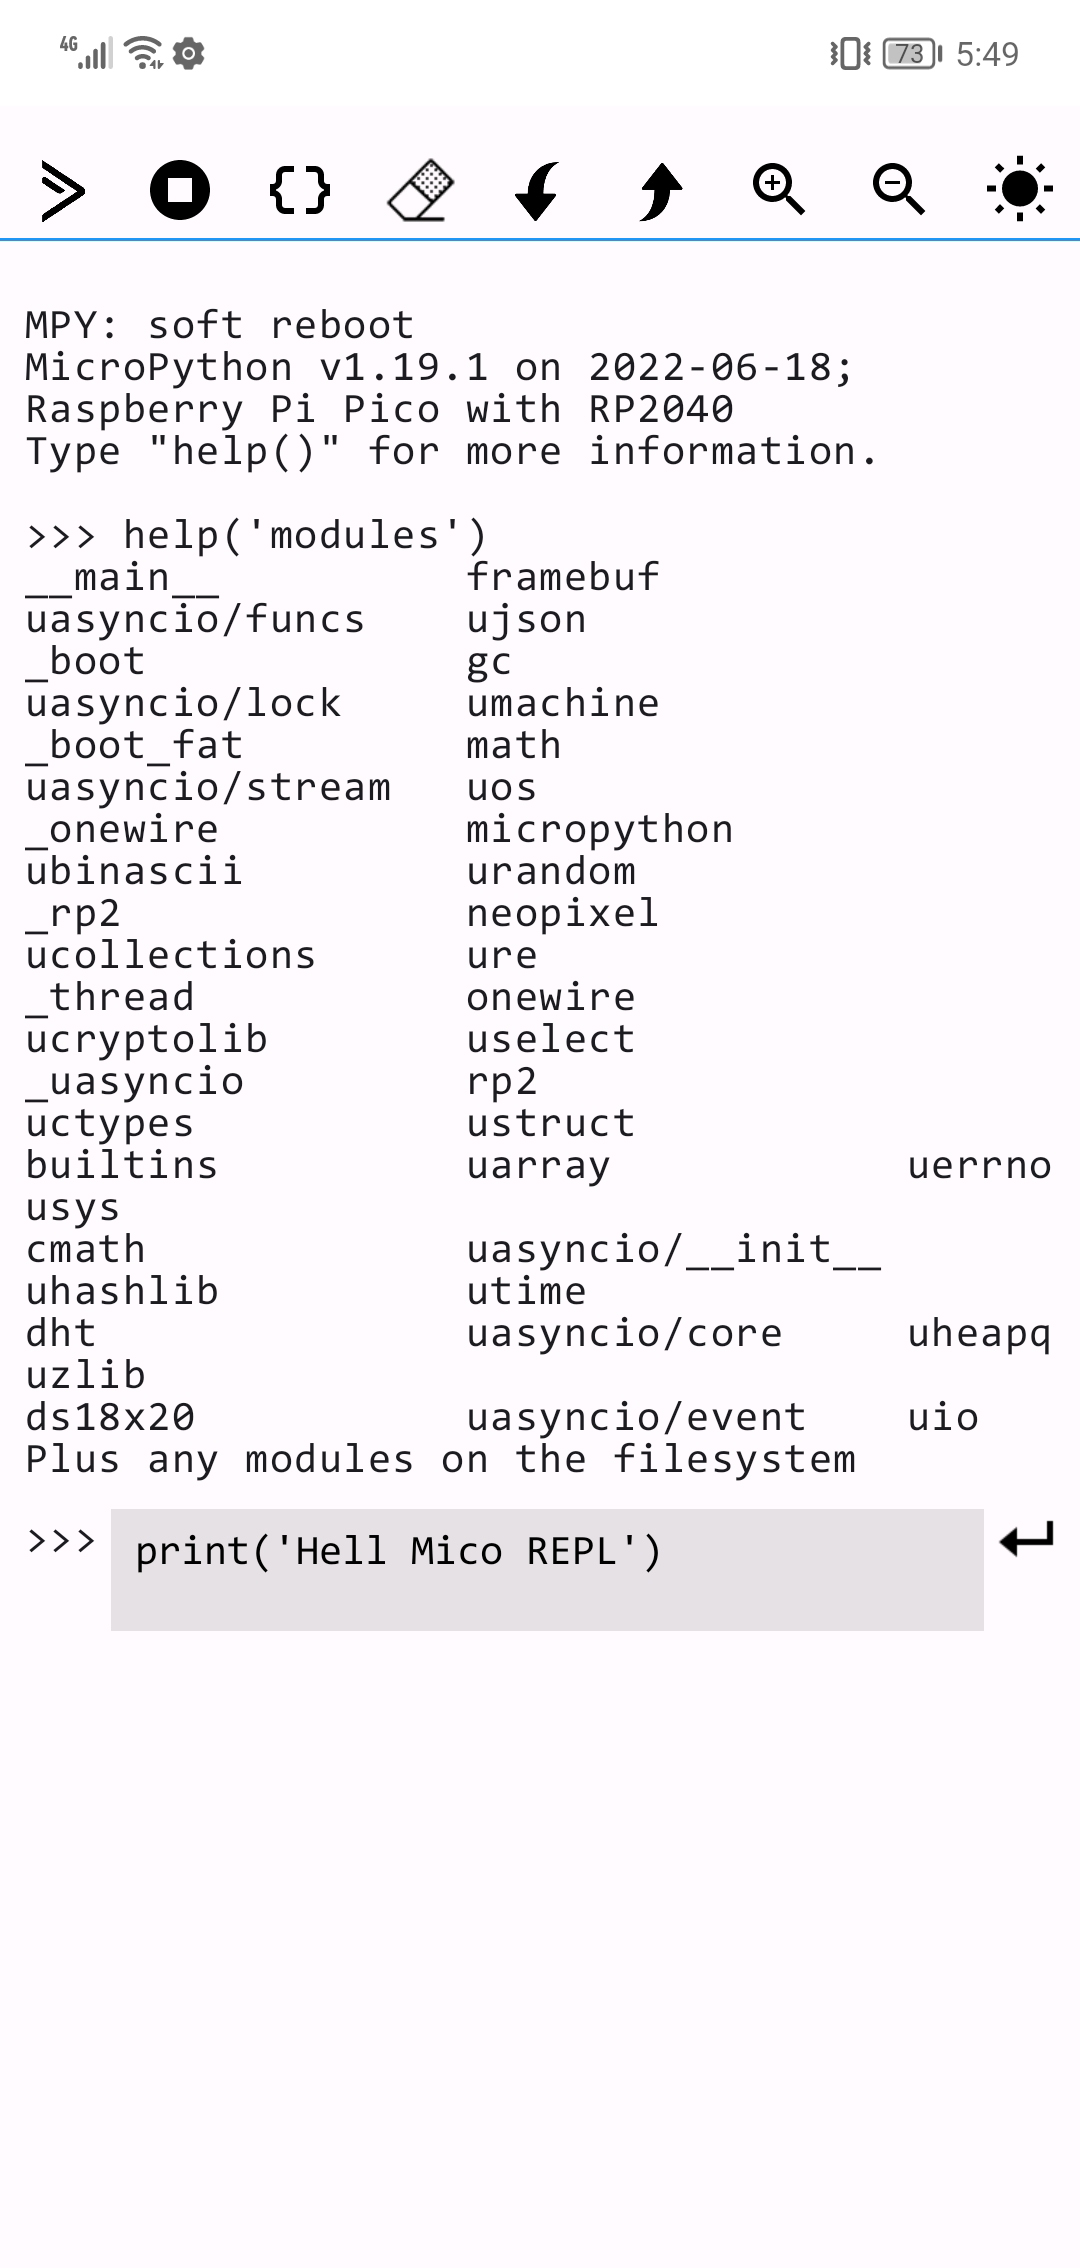 4G 73 5:49
MPY: soft reboot
MicroPython v1.19.1 on 2022-06-18;
Raspberry Pi Pico with RP2040
Type "help()" for more information.
>>> help('modules')
__main__ framebuf
uasyncio/funcs ujson
_boot gc
uasyncio/lock umachine
_boot_fat math
uasyncio/stream uos
_onewire micropython
ubinascii urandom
_rp2 neopixel
ucollections ure
_thread onewire
ucryptolib uselect
_uasyncio rp2
uctypes ustruct
builtins uarray uerrno
usys
cmath uasyncio/__init__
uhashlib utime
dht uasyncio/core uheapq
uzlib
ds18x20 uasyncio/event uio
Plus any modules on the filesystem
>>> print('Hell Mico REPL')